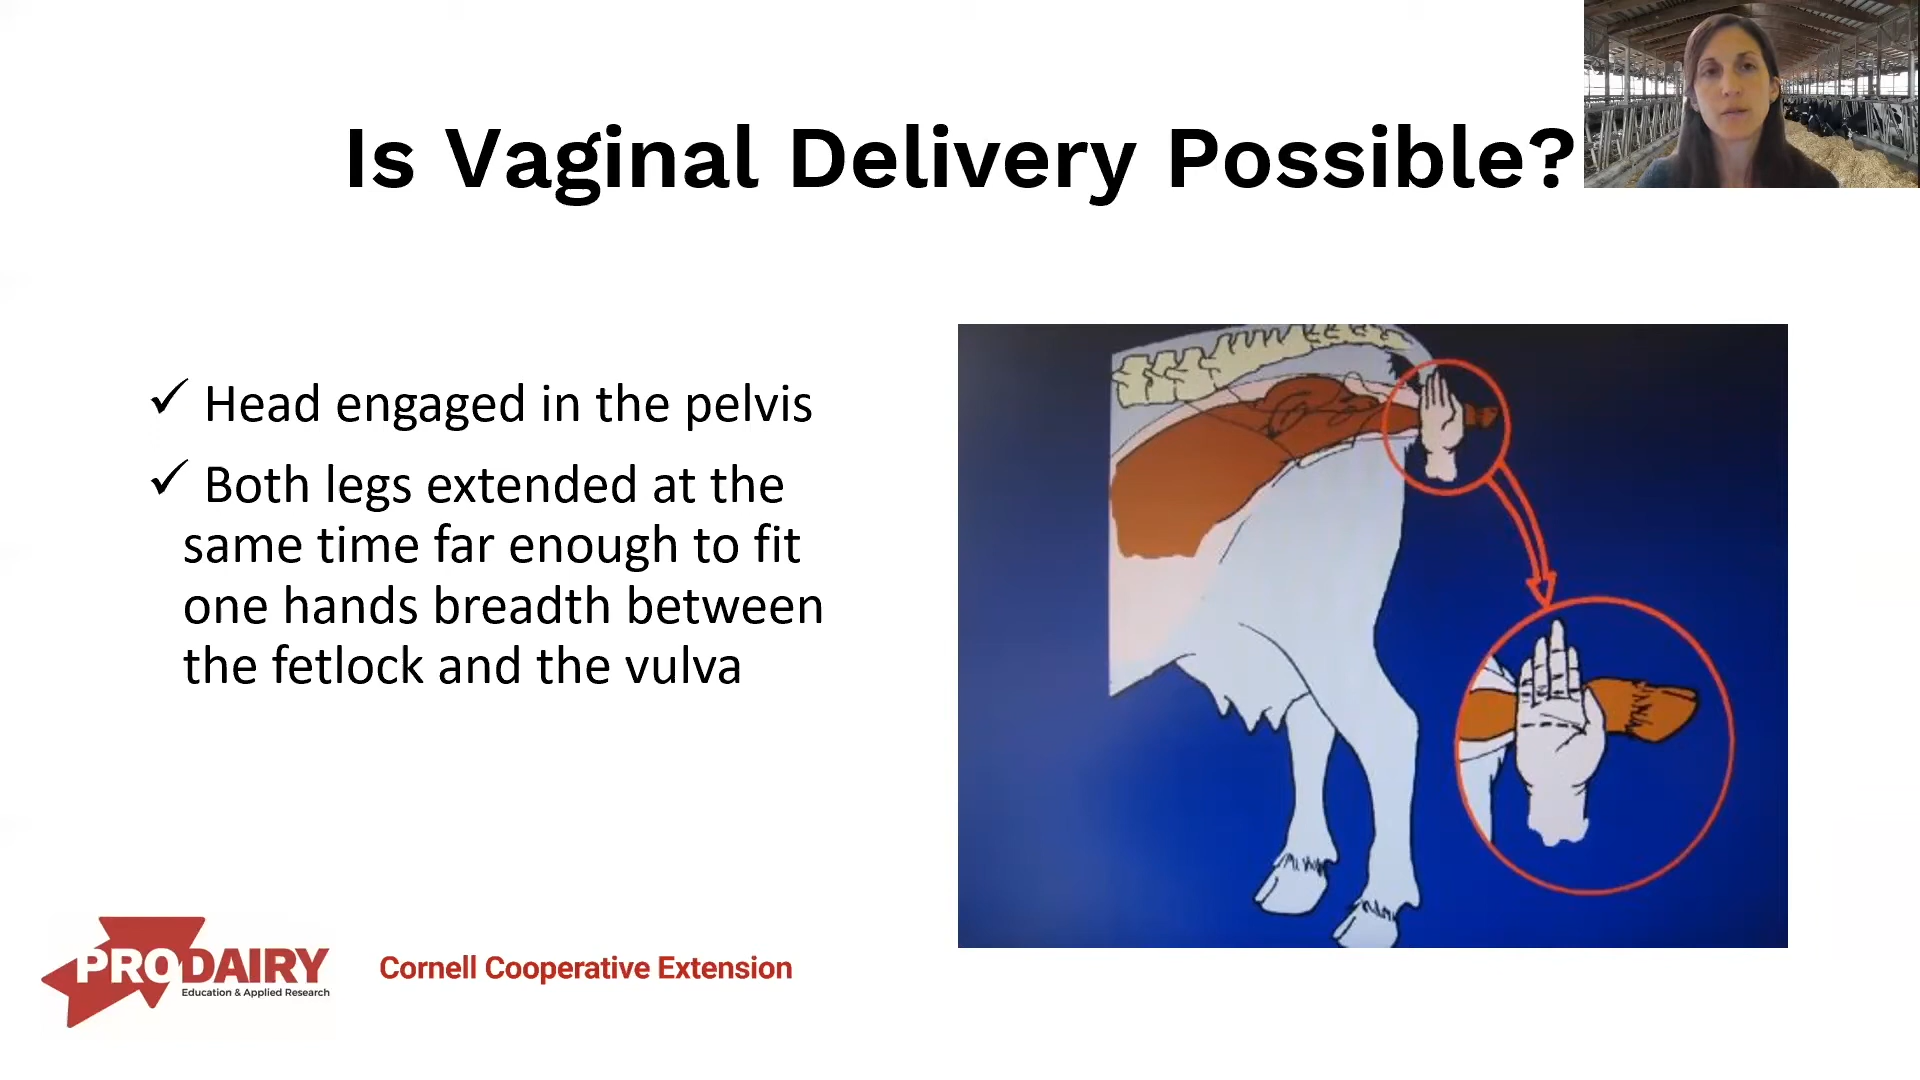 Is Vaginal Delivery Possible?
✓ Head engaged in the pelvis
✓ Both legs extended at the
same time far enough to fit
one hands breadth between
the fetlock and the vulva
PRODAIRY
Education & Applied Research
Cornell Cooperative Extension